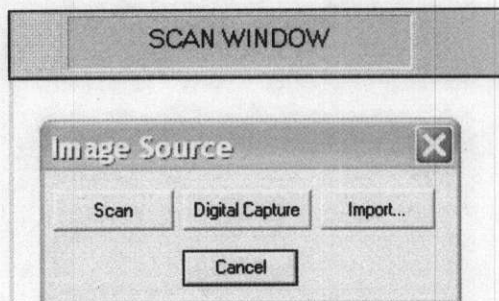 SCAN WINDOW
Image Source
Scan Digital Capture Import...
Cancel